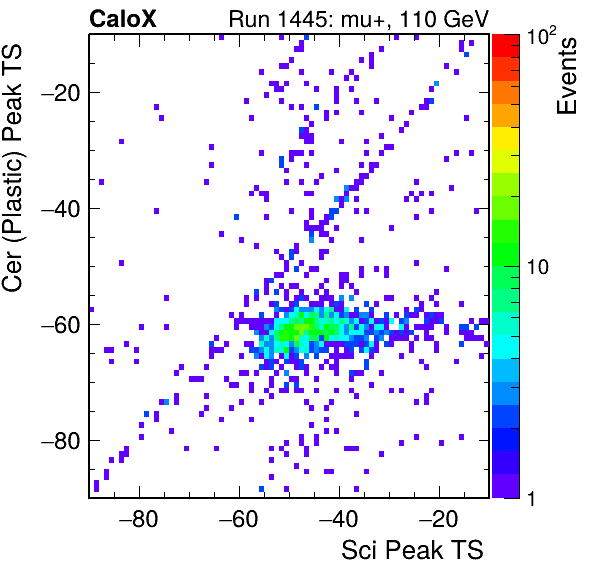 CaloX Run 1445: mu+, 110 GeV
Cer (Plastic) Peak TS
−20
−40
−60
−80
−80 −60 −40 −20
Sci Peak TS
10²
10
1
Events